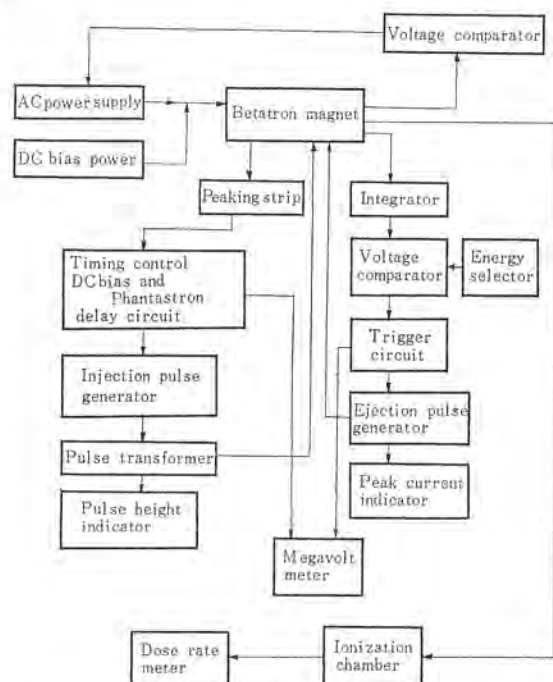 Voltage comparator
AC power supply
Betatron magnet
DC bias power
Peaking strip
Integrator
Timing control
DC bias and
Phantastron
delay circuit
Voltage
comparator
Energy
selector
Trigger
circuit
Injection pulse
generator
Ejection pulse
generator
Pulse transformer
Peak current
indicator
Pulse height
indicator
Megavolt
meter
Dose rate
meter
Ionization
chamber